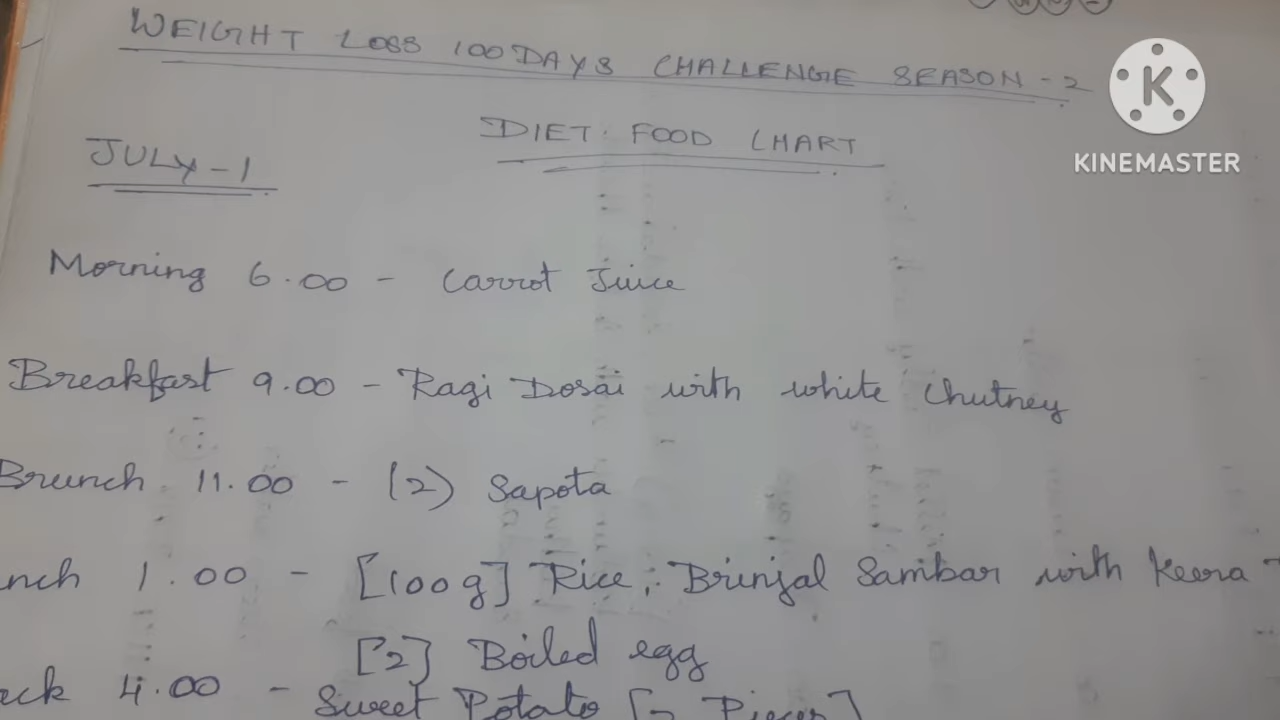 WEIGHT LOSS 100 DAYS CHALLENGE SEASON - 2
K
KINEMASTER
DIET FOOD CHART
JULY - 1
Morning 6.00 - Carrot Juice
Breakfast 9.00 - Ragi Dosai with white chutney
Brunch 11.00 - (2) Sapota
nch 1.00 - [100g] Rice, Brinjal Sambar with Keera
[2] Boiled egg
ck 4.00 - Sweet Potato [2 Pieces]